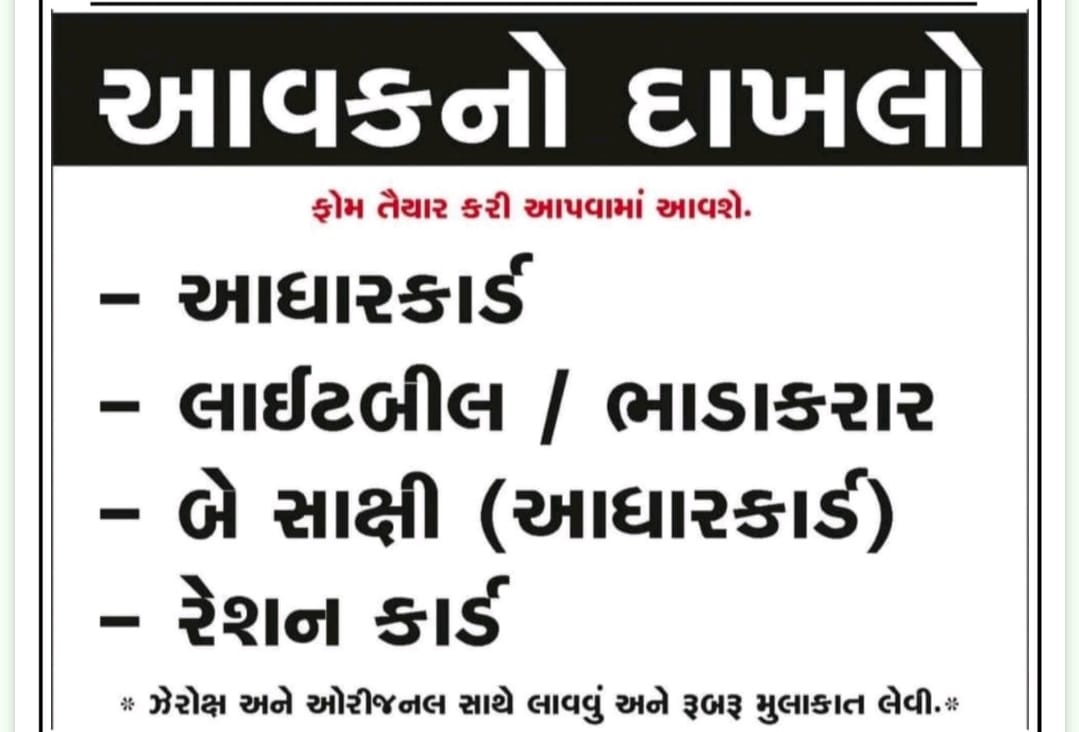 આવકનો દાખલો
ફોમ તૈયાર કરી આપવામાં આવશે.
– આધારકાર્ડ
– લાઈટબીલ / ભાડાકરાર
– બે સાક્ષી (આધારકાર્ડ)
– રેશન કાર્ડ
* ઝેરોક્ષ અને ઓરીજનલ સાથે લાવવું અને રૂબરૂ મુલાકાત લેવી.*